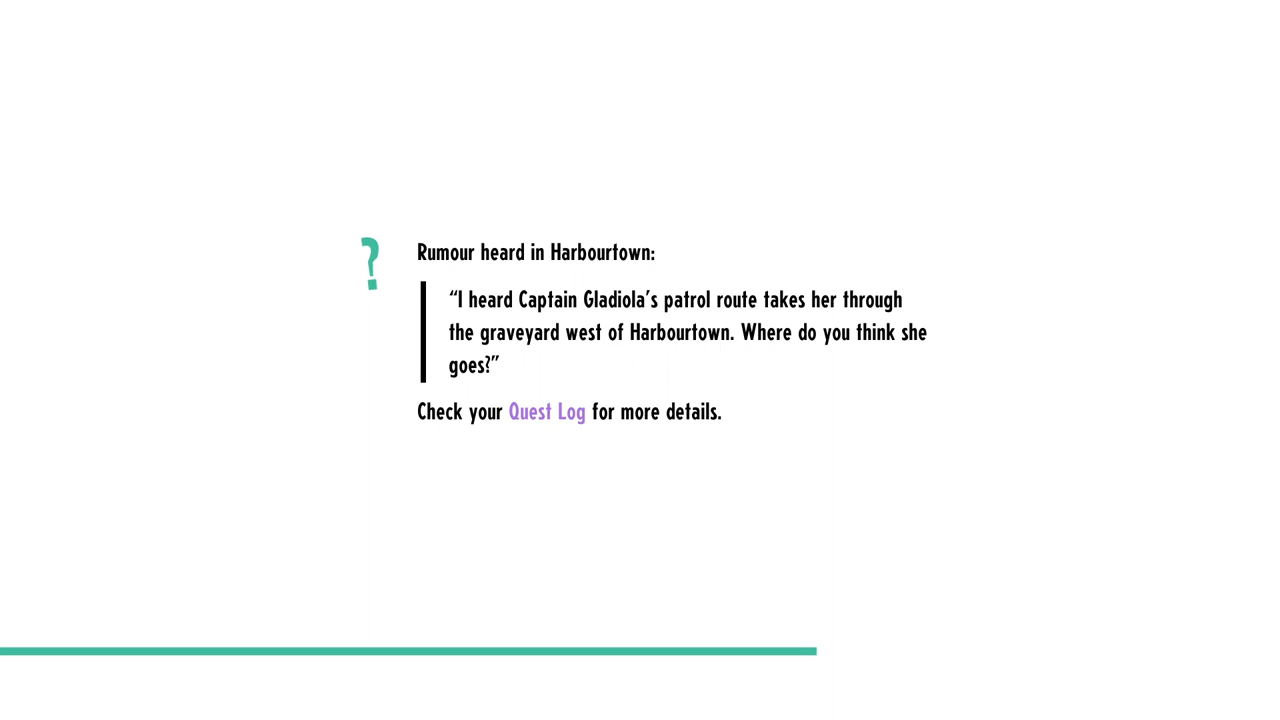 ?
Rumour heard in Harbourtown:
“I heard Captain Gladiola’s patrol route takes her through
the graveyard west of Harbourtown. Where do you think she
goes?”
Check your Quest Log for more details.